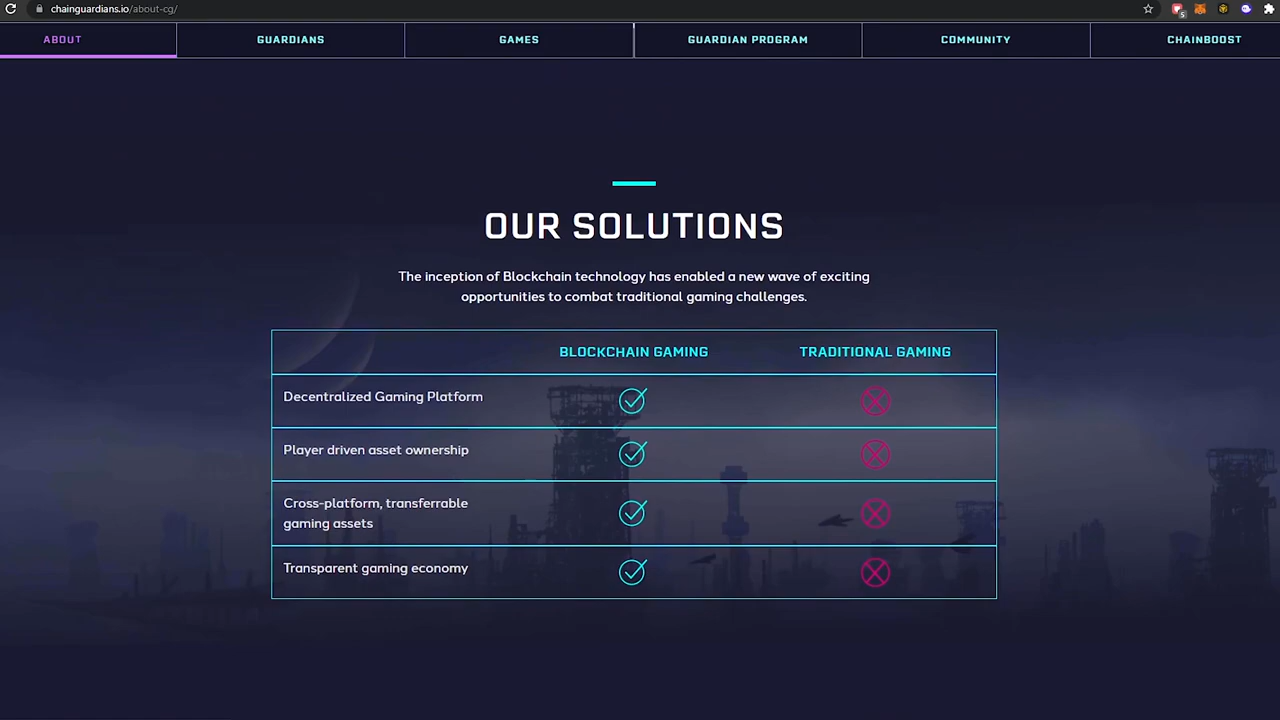 chainguardians.io/about-cg/
5
ABOUT
GUARDIANS
GAMES
GUARDIAN PROGRAM
COMMUNITY
CHAINBOOST
OUR SOLUTIONS
The inception of Blockchain technology has enabled a new wave of exciting
opportunities to combat traditional gaming challenges.
BLOCKCHAIN GAMING
TRADITIONAL GAMING
Decentralized Gaming Platform
Player driven asset ownership
Cross-platform, transferrable
gaming assets
Transparent gaming economy